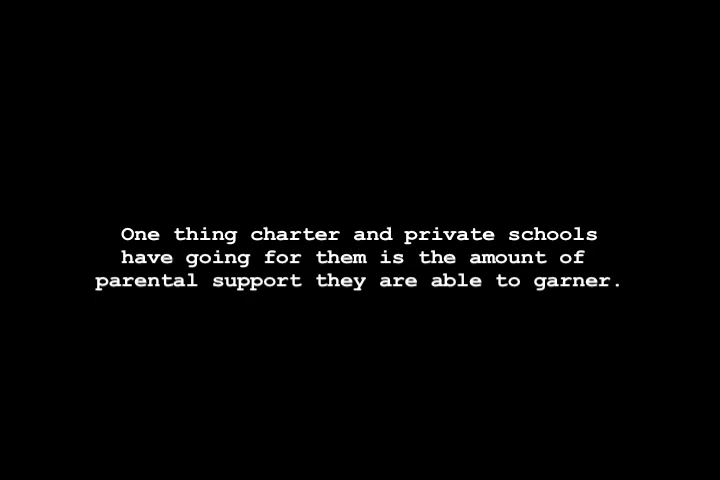 One thing charter and private schools
have going for them is the amount of
parental support they are able to garner.